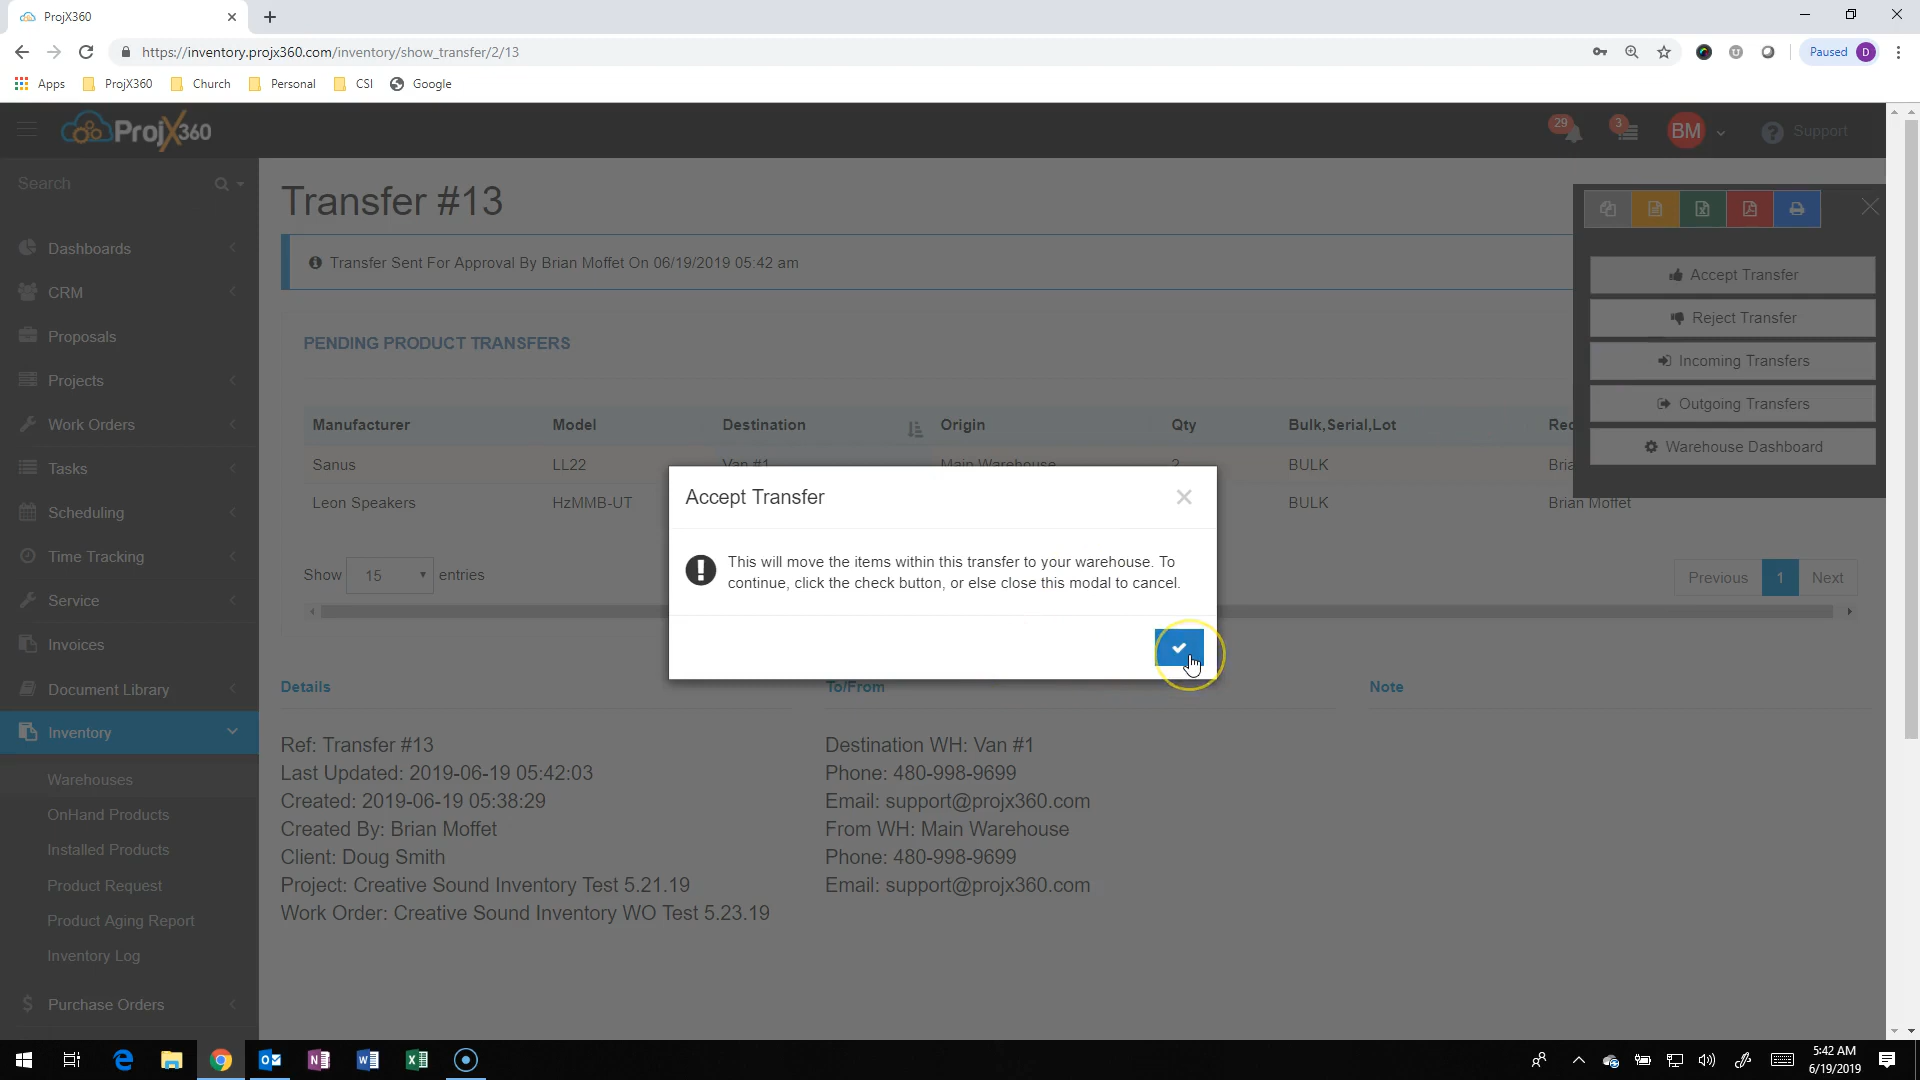 ProjX360
https://inventory.projx360.com/inventory/show_transfer/2/13
Paused D
Apps ProjX360 Church Personal CSI Google
ProjX360
29 3 BM Support
Search
Dashboards
CRM
Proposals
Projects
Work Orders
Tasks
Scheduling
Time Tracking
Service
Invoices
Document Library
Inventory
Warehouses
OnHand Products
Installed Products
Product Request
Product Aging Report
Inventory Log
Purchase Orders
Transfer #13
Transfer Sent For Approval By Brian Moffet On 06/19/2019 05:42 am
Accept Transfer
Reject Transfer
Incoming Transfers
Outgoing Transfers
Warehouse Dashboard
PENDING PRODUCT TRANSFERS
Manufacturer Model Destination Origin Qty Bulk,Serial,Lot
Sanus LL22 Van #1 Main Warehouse 2 BULK
Leon Speakers HzMMB-UT BULK Brian Moffet
Show 15 entries
Previous 1 Next
Accept Transfer
This will move the items within this transfer to your warehouse. To
continue, click the check button, or else close this modal to cancel.
Details
Ref: Transfer #13
Last Updated: 2019-06-19 05:42:03
Created: 2019-06-19 05:38:29
Created By: Brian Moffet
Client: Doug Smith
Project: Creative Sound Inventory Test 5.21.19
Work Order: Creative Sound Inventory WO Test 5.23.19
To/From
Destination WH: Van #1
Phone: 480-998-9699
Email: support@projx360.com
From WH: Main Warehouse
Phone: 480-998-9699
Email: support@projx360.com
Note
5:42 AM
6/19/2019